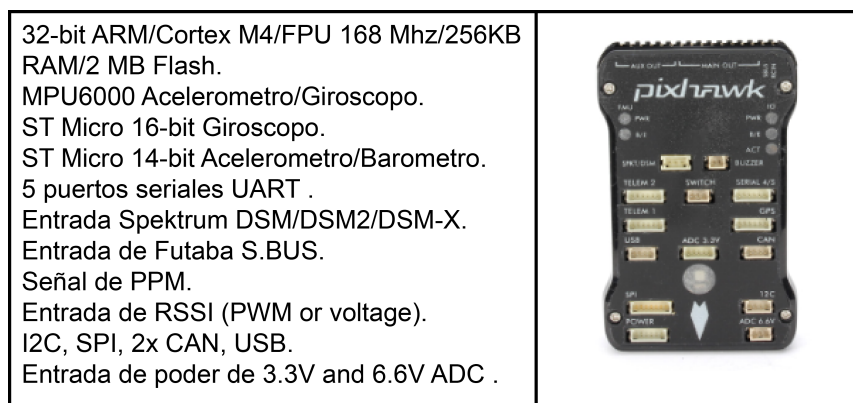 32-bit ARM/Cortex M4/FPU 168 Mhz/256KB
RAM/2 MB Flash.
MPU6000 Acelerometro/Giroscopo.
ST Micro 16-bit Giroscopo.
ST Micro 14-bit Acelerometro/Barometro.
5 puertos seriales UART .
Entrada Spektrum DSM/DSM2/DSM-X.
Entrada de Futaba S.BUS.
Señal de PPM.
Entrada de RSSI (PWM or voltage).
I2C, SPI, 2x CAN, USB.
Entrada de poder de 3.3V and 6.6V ADC .
AUX OUT MAIN OUT
pixhawk
FMU IO
PWR PWR
B/E B/E
ACT
SPKT/DSM BUZZER
TELEM 2 SWITCH SERIAL 4/5
TELEM 1 GPS
USB ADC 3.3V CAN
SPI I2C
POWER ADC 6.6V